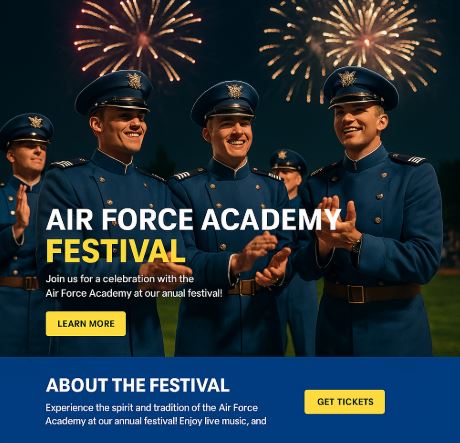 AIR FORCE ACADEMY
FESTIVAL
Join us for a celebration with the
Air Force Academy at our anual festival!
LEARN MORE
ABOUT THE FESTIVAL
Experience the spirit and tradition of the Air Force
Academy at our annual festival! Enjoy live music, and
GET TICKETS